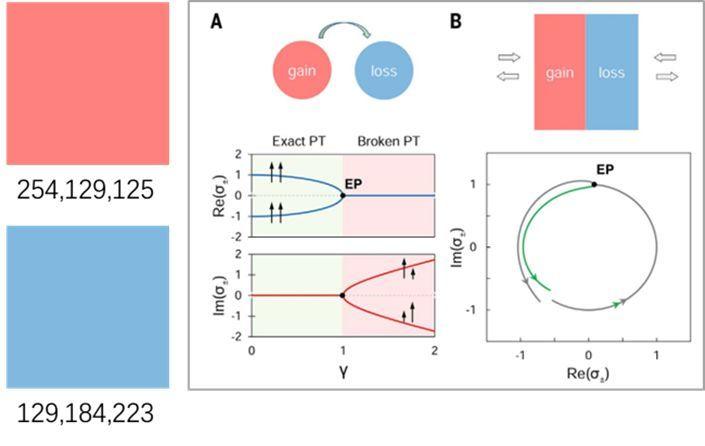 254,129,125
129,184,223
A
gain
loss
Exact PT
Broken PT
2
1
0
-1
-2
Re(σ±)
EP
2
1
0
-1
-2
Im(σ±)
0
1
2
γ
B
gain
loss
EP
1
0
-1
Im(σ±)
-1
0
1
Re(σ±)